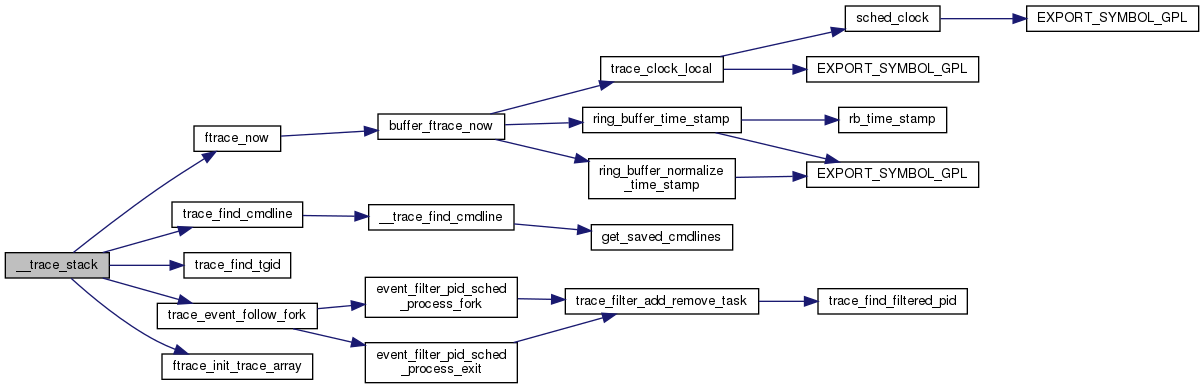 sched_clock
EXPORT_SYMBOL_GPL
trace_clock_local
EXPORT_SYMBOL_GPL
ftrace_now
buffer_ftrace_now
ring_buffer_time_stamp
rb_time_stamp
ring_buffer_normalize
_time_stamp
EXPORT_SYMBOL_GPL
trace_find_cmdline
__trace_find_cmdline
get_saved_cmdlines
__trace_stack
trace_find_tgid
event_filter_pid_sched
_process_fork
trace_filter_add_remove_task
trace_find_filtered_pid
trace_event_follow_fork
event_filter_pid_sched
_process_exit
ftrace_init_trace_array